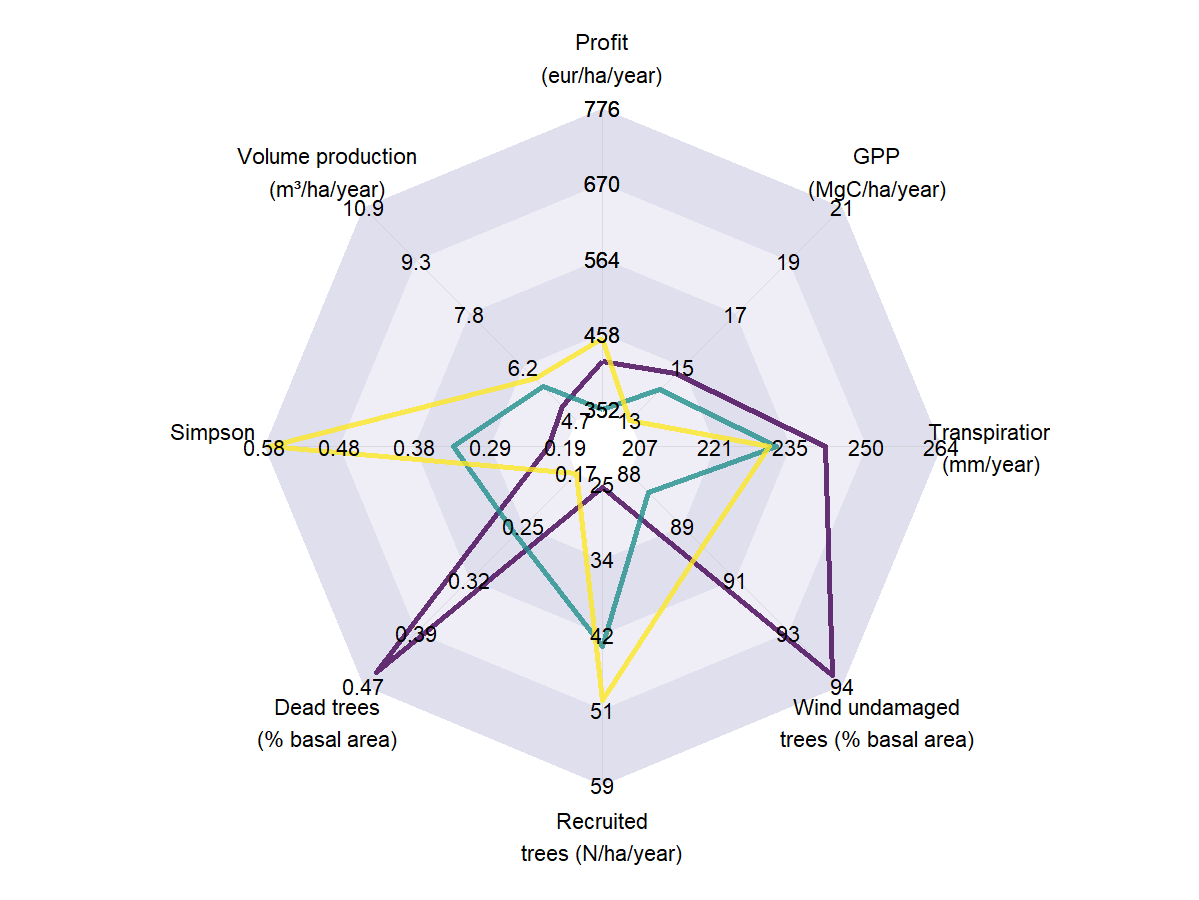 Profit
(eur/ha/year)
776
Volume production
(m³/ha/year)
10.9
GPP
(MgC/ha/year)
21
670
9.3
564
19
7.8
17
458
6.2
15
352
4.7
13
Simpson
0.58
0.48
0.38
0.29
0.19
207
221
235
250
264
Transpiratior
(mm/year)
0.17
25
88
0.25
34
89
0.32
91
0.39
42
93
0.47
94
Dead trees
(% basal area)
51
Wind undamaged
trees (% basal area)
59
Recruited
trees (N/ha/year)